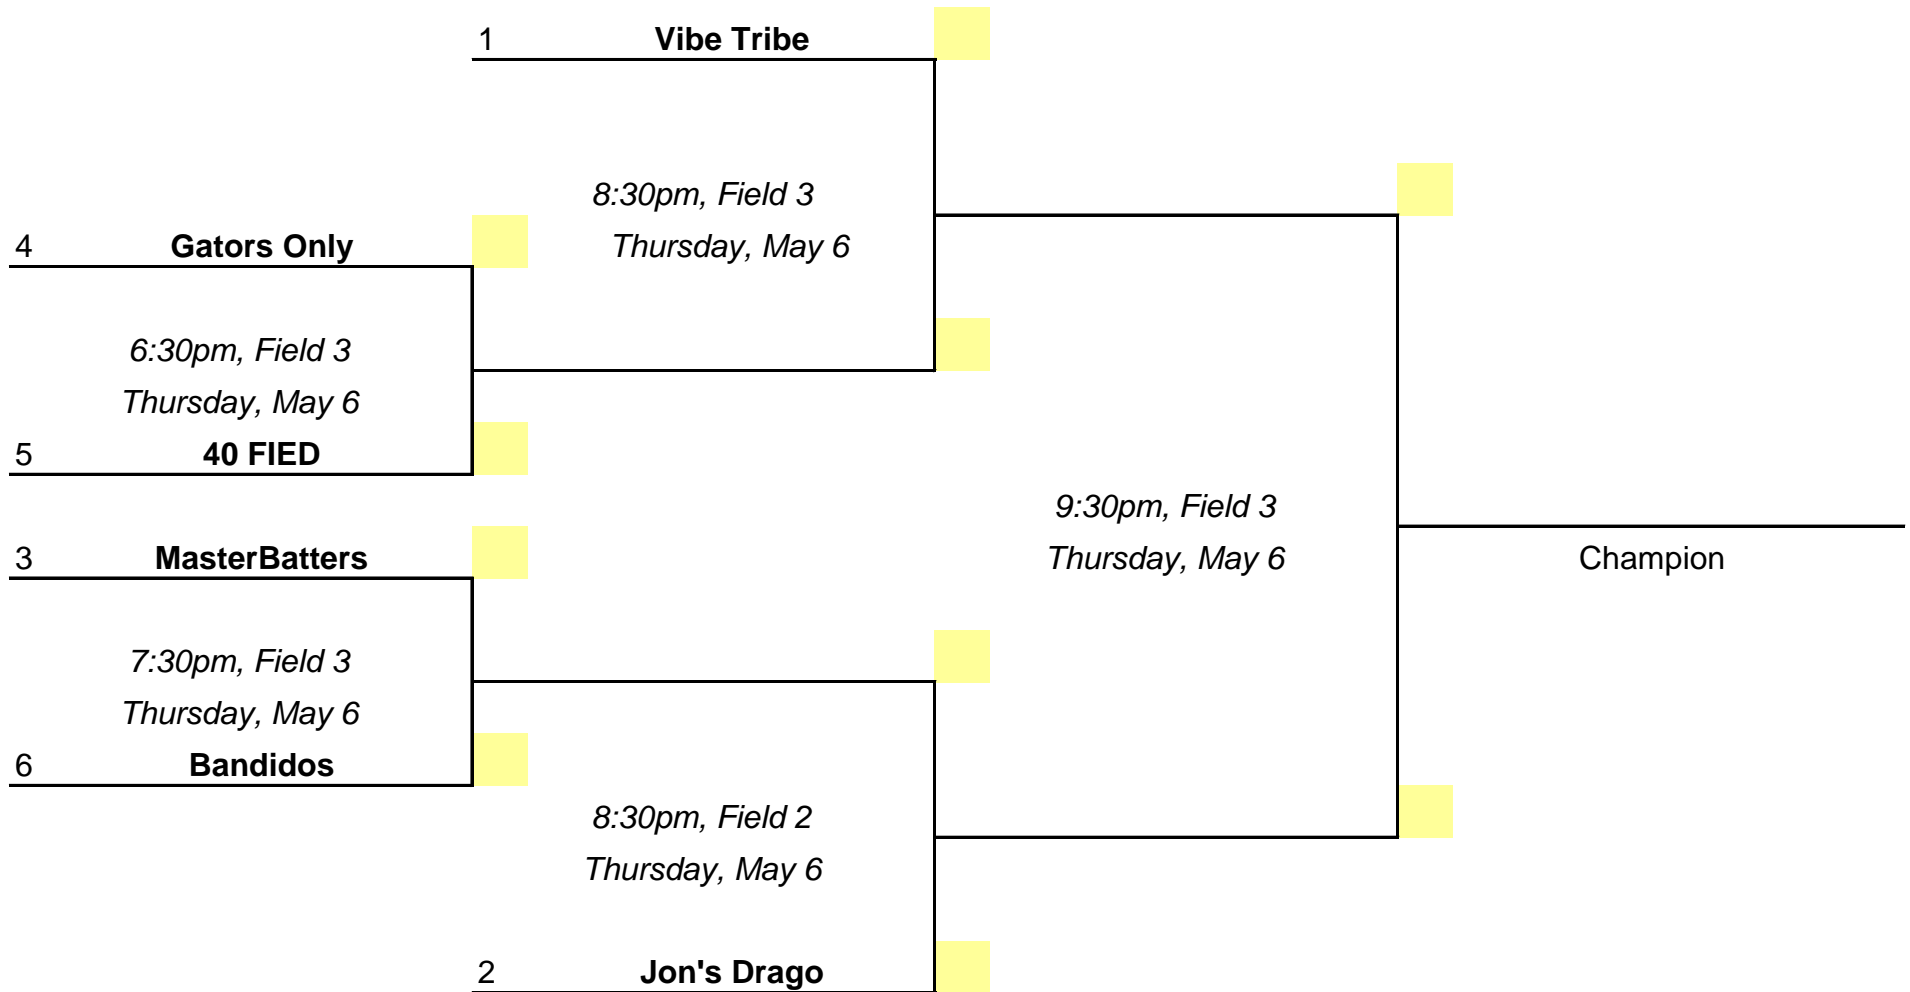 1 Vibe Tribe
8:30pm, Field 3
Thursday, May 6
4 Gators Only
6:30pm, Field 3
Thursday, May 6
5 40 FIED
9:30pm, Field 3
Thursday, May 6
Champion
3 MasterBatters
7:30pm, Field 3
Thursday, May 6
6 Bandidos
8:30pm, Field 2
Thursday, May 6
2 Jon's Drago